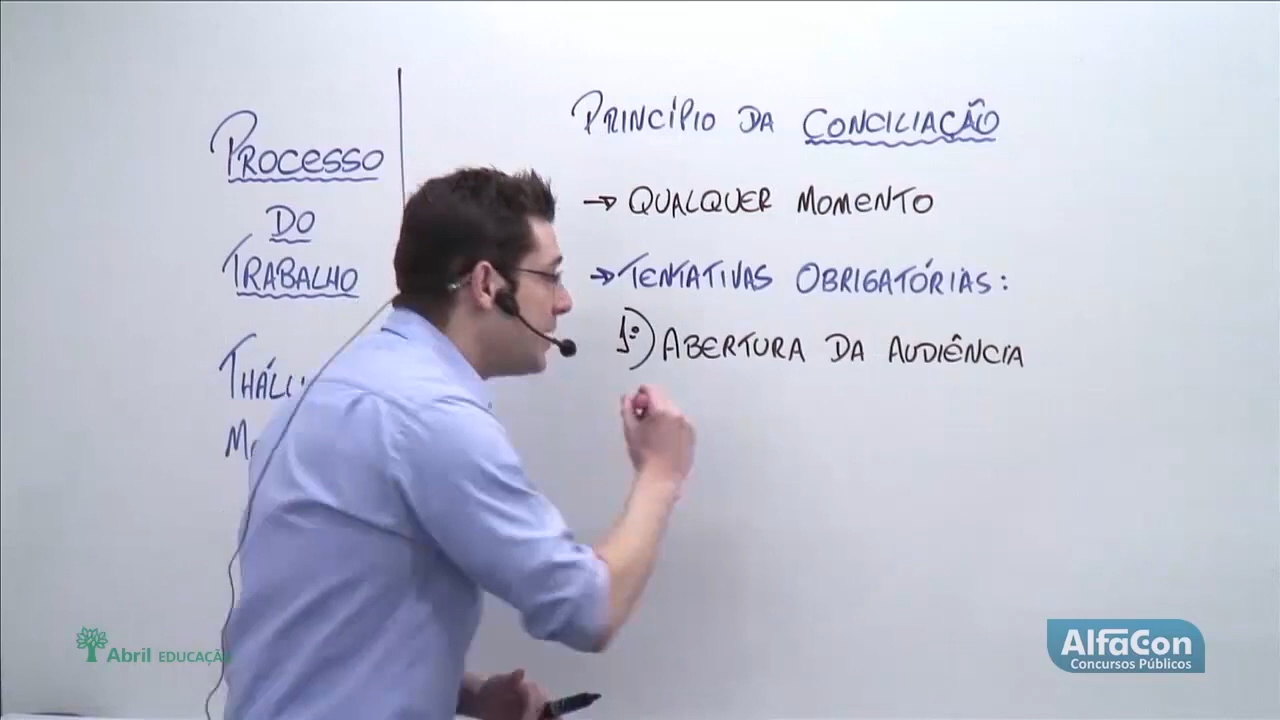 PROCESSO
DO
TRABALHO
PRINCÍPIO DA CONCILIAÇÃO
→ QUALQUER MOMENTO
→ TENTATIVAS OBRIGATÓRIAS:
1º) ABERTURA DA AUDIÊNCIA
Abril EDUCAÇÃO
AlfaCon
Concursos Públicos